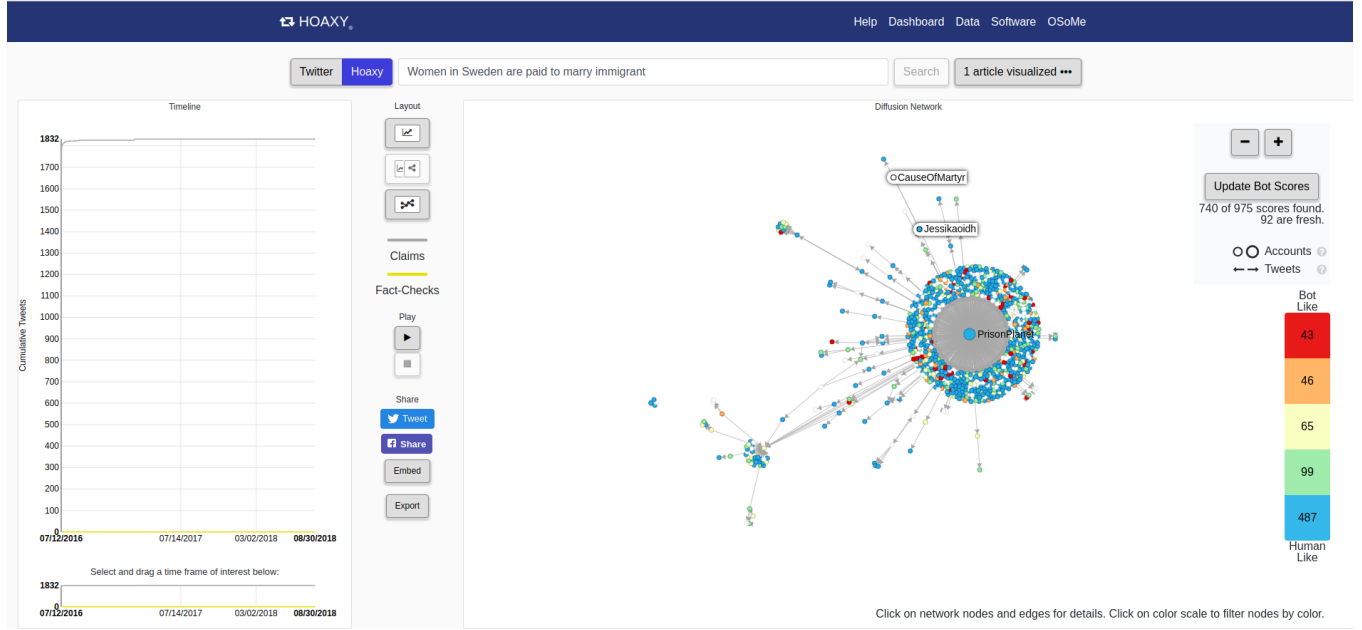 HOAXY®
Help Dashboard Data Software OSoMe
Twitter Hoaxy Women in Sweden are paid to marry immigrant Search 1 article visualized •••
Timeline
1832
1700
1600
1500
1400
1300
1200
1100
1000
900
800
700
600
500
400
300
200
100
0
Cumulative Tweets
07/12/2016 07/14/2017 03/02/2018 08/30/2018
Select and drag a time frame of interest below:
1832
0
07/12/2016 07/14/2017 03/02/2018 08/30/2018
Layout
Claims
Fact-Checks
Play
Share
Tweet
Share
Embed
Export
Diffusion Network
CauseOfMartyr
Jessikaoidh
PrisonPlanet
− +
Update Bot Scores
740 of 975 scores found.
92 are fresh.
Accounts ?
Tweets ?
Bot
Like
43
46
65
99
487
Human
Like
Click on network nodes and edges for details. Click on color scale to filter nodes by color.